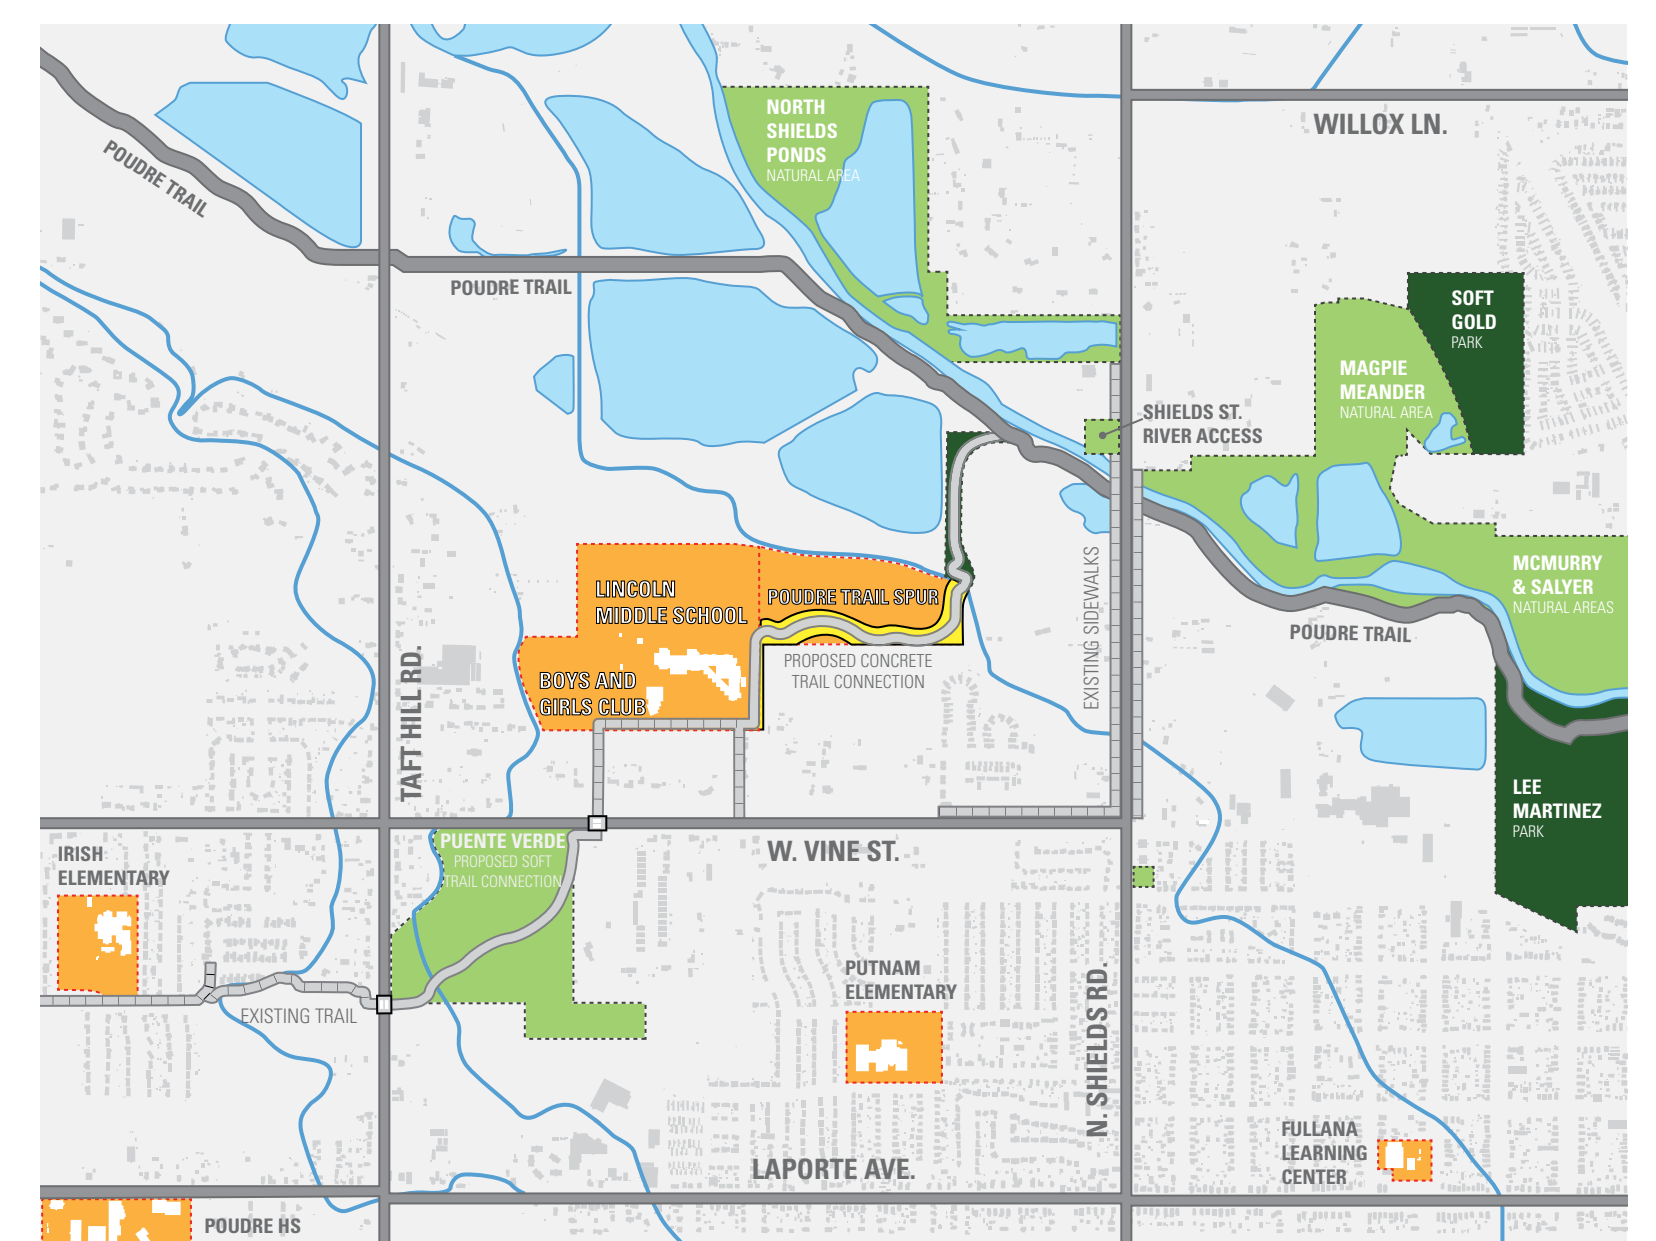 NORTH
SHIELDS
PONDS
NATURAL AREA
WILLOX LN.
POUDRE TRAIL
POUDRE TRAIL
SOFT
GOLD
PARK
MAGPIE
MEANDER
NATURAL AREA
SHIELDS ST.
RIVER ACCESS
LINCOLN
MIDDLE SCHOOL
POUDRE TRAIL SPUR
EXISTING SIDEWALKS
MCMURRY
& SALYER
NATURAL AREAS
POUDRE TRAIL
PROPOSED CONCRETE
TRAIL CONNECTION
BOYS AND
GIRLS CLUB
TAFT HILL RD.
LEE
MARTINEZ
PARK
PUENTE VERDE
PROPOSED SOFT
TRAIL CONNECTION
W. VINE ST.
IRISH
ELEMENTARY
PUTNAM
ELEMENTARY
EXISTING TRAIL
N. SHIELDS RD.
FULLANA
LEARNING
CENTER
LAPORTE AVE.
POUDRE HS